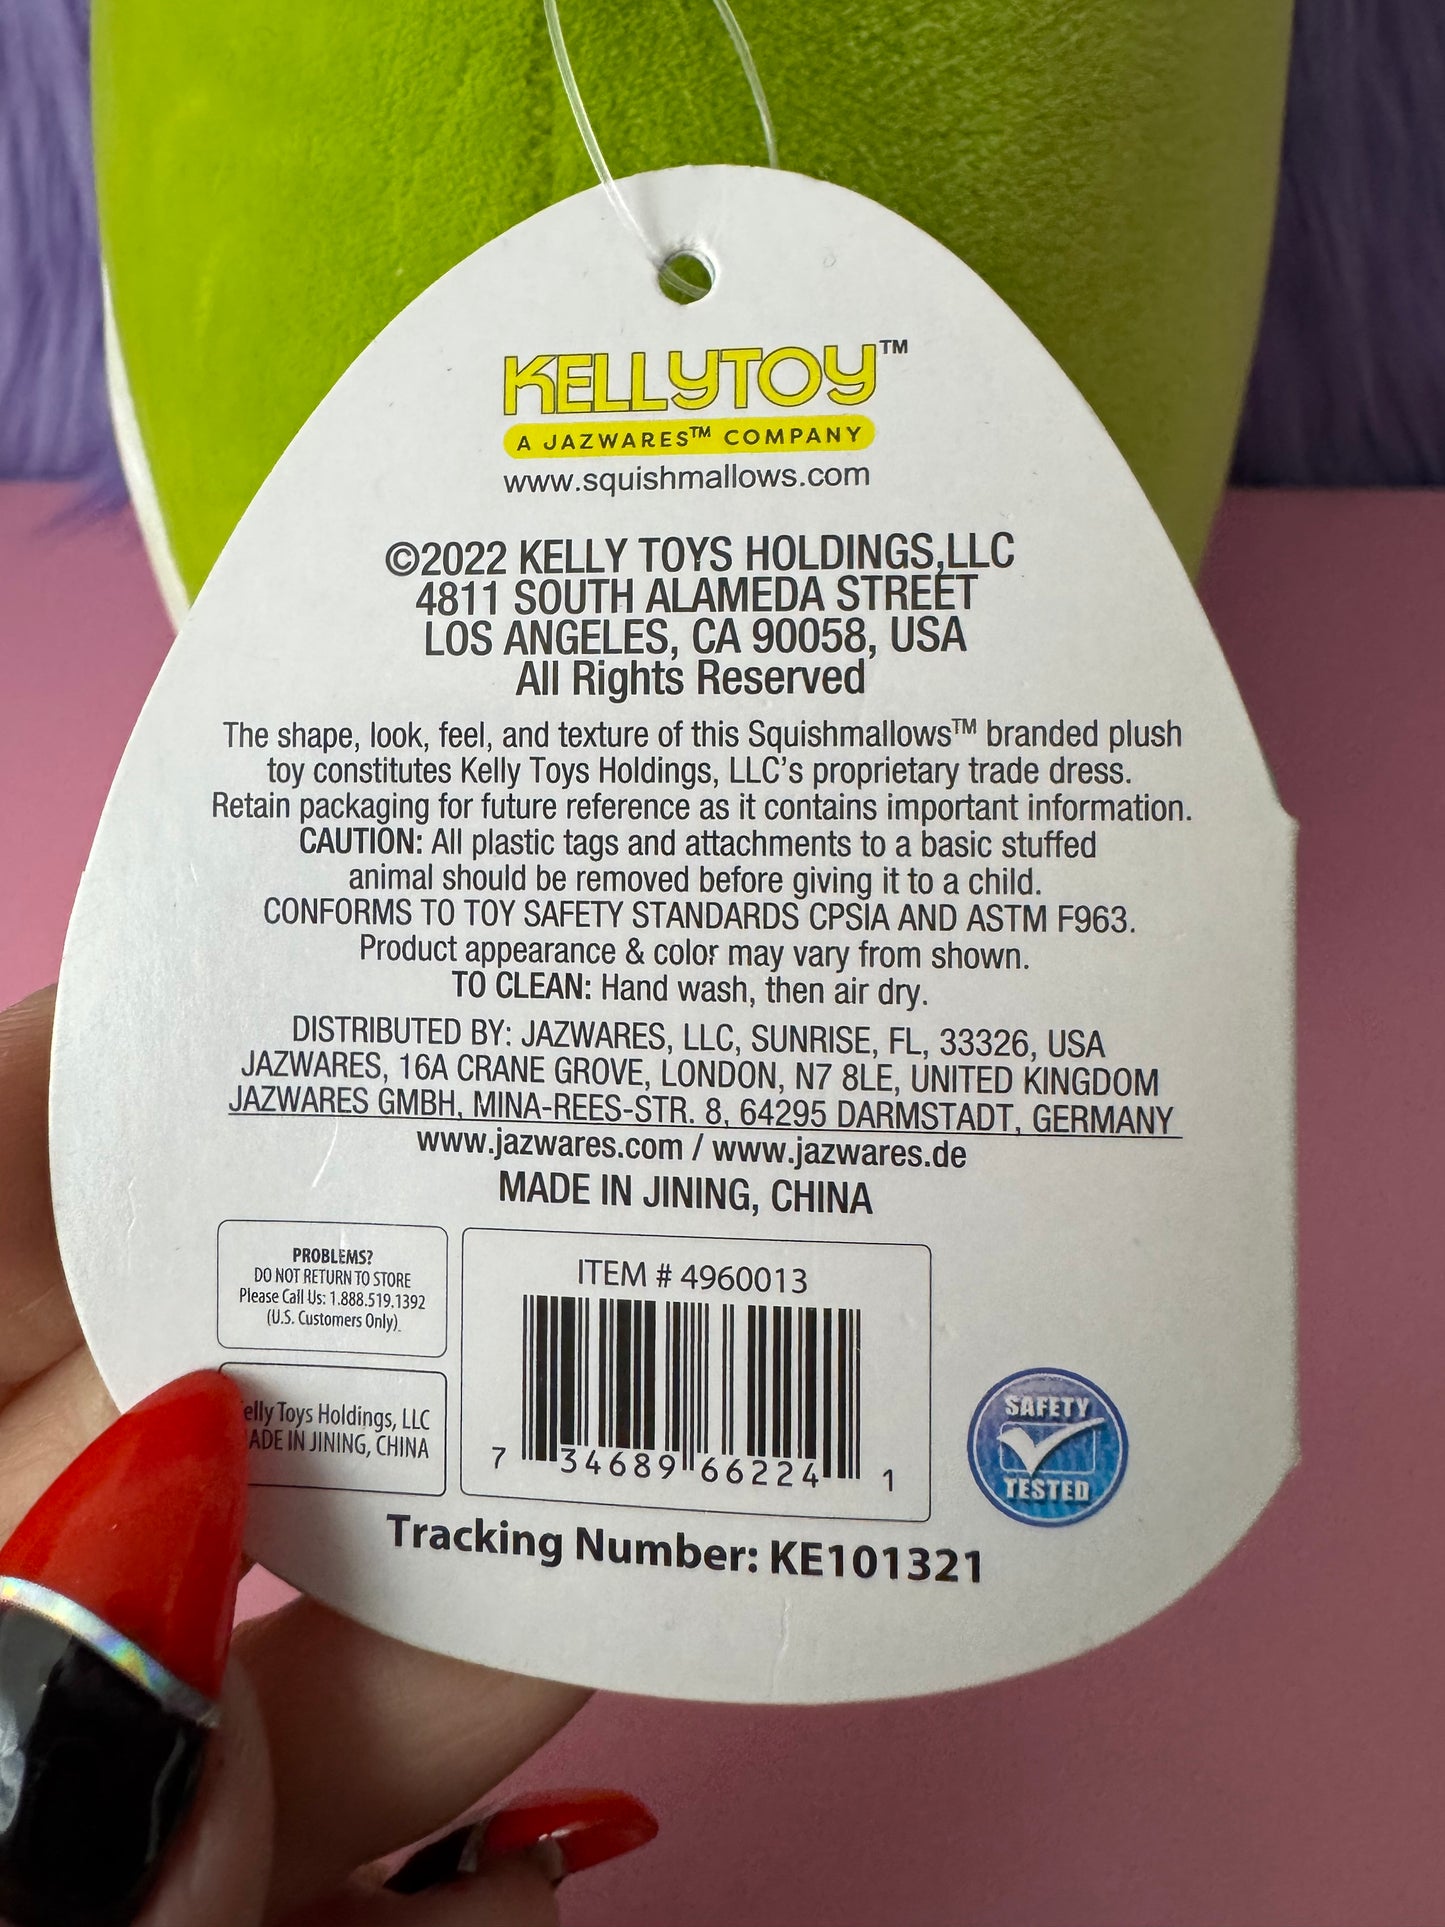 KELLYTOY™
A JAZWARES™ COMPANY
www.squishmallows.com
©2022 KELLY TOYS HOLDINGS,LLC
4811 SOUTH ALAMEDA STREET
LOS ANGELES, CA 90058, USA
All Rights Reserved
The shape, look, feel, and texture of this Squishmallows™ branded plush
toy constitutes Kelly Toys Holdings, LLC's proprietary trade dress.
Retain packaging for future reference as it contains important information.
CAUTION: All plastic tags and attachments to a basic stuffed
animal should be removed before giving it to a child.
CONFORMS TO TOY SAFETY STANDARDS CPSIA AND ASTM F963.
Product appearance & color may vary from shown.
TO CLEAN: Hand wash, then air dry.
DISTRIBUTED BY: JAZWARES, LLC, SUNRISE, FL, 33326, USA
JAZWARES, 16A CRANE GROVE, LONDON, N7 8LE, UNITED KINGDOM
JAZWARES GMBH, MINA-REES-STR. 8, 64295 DARMSTADT, GERMANY
www.jazwares.com / www.jazwares.de
MADE IN JINING, CHINA
PROBLEMS?
DO NOT RETURN TO STORE
Please Call Us: 1.888.519.1392
(U.S. Customers Only)
elly Toys Holdings, LLC
ADE IN JINING, CHINA
ITEM # 4960013
7 34689 66224 1
SAFETY
TESTED
Tracking Number: KE101321